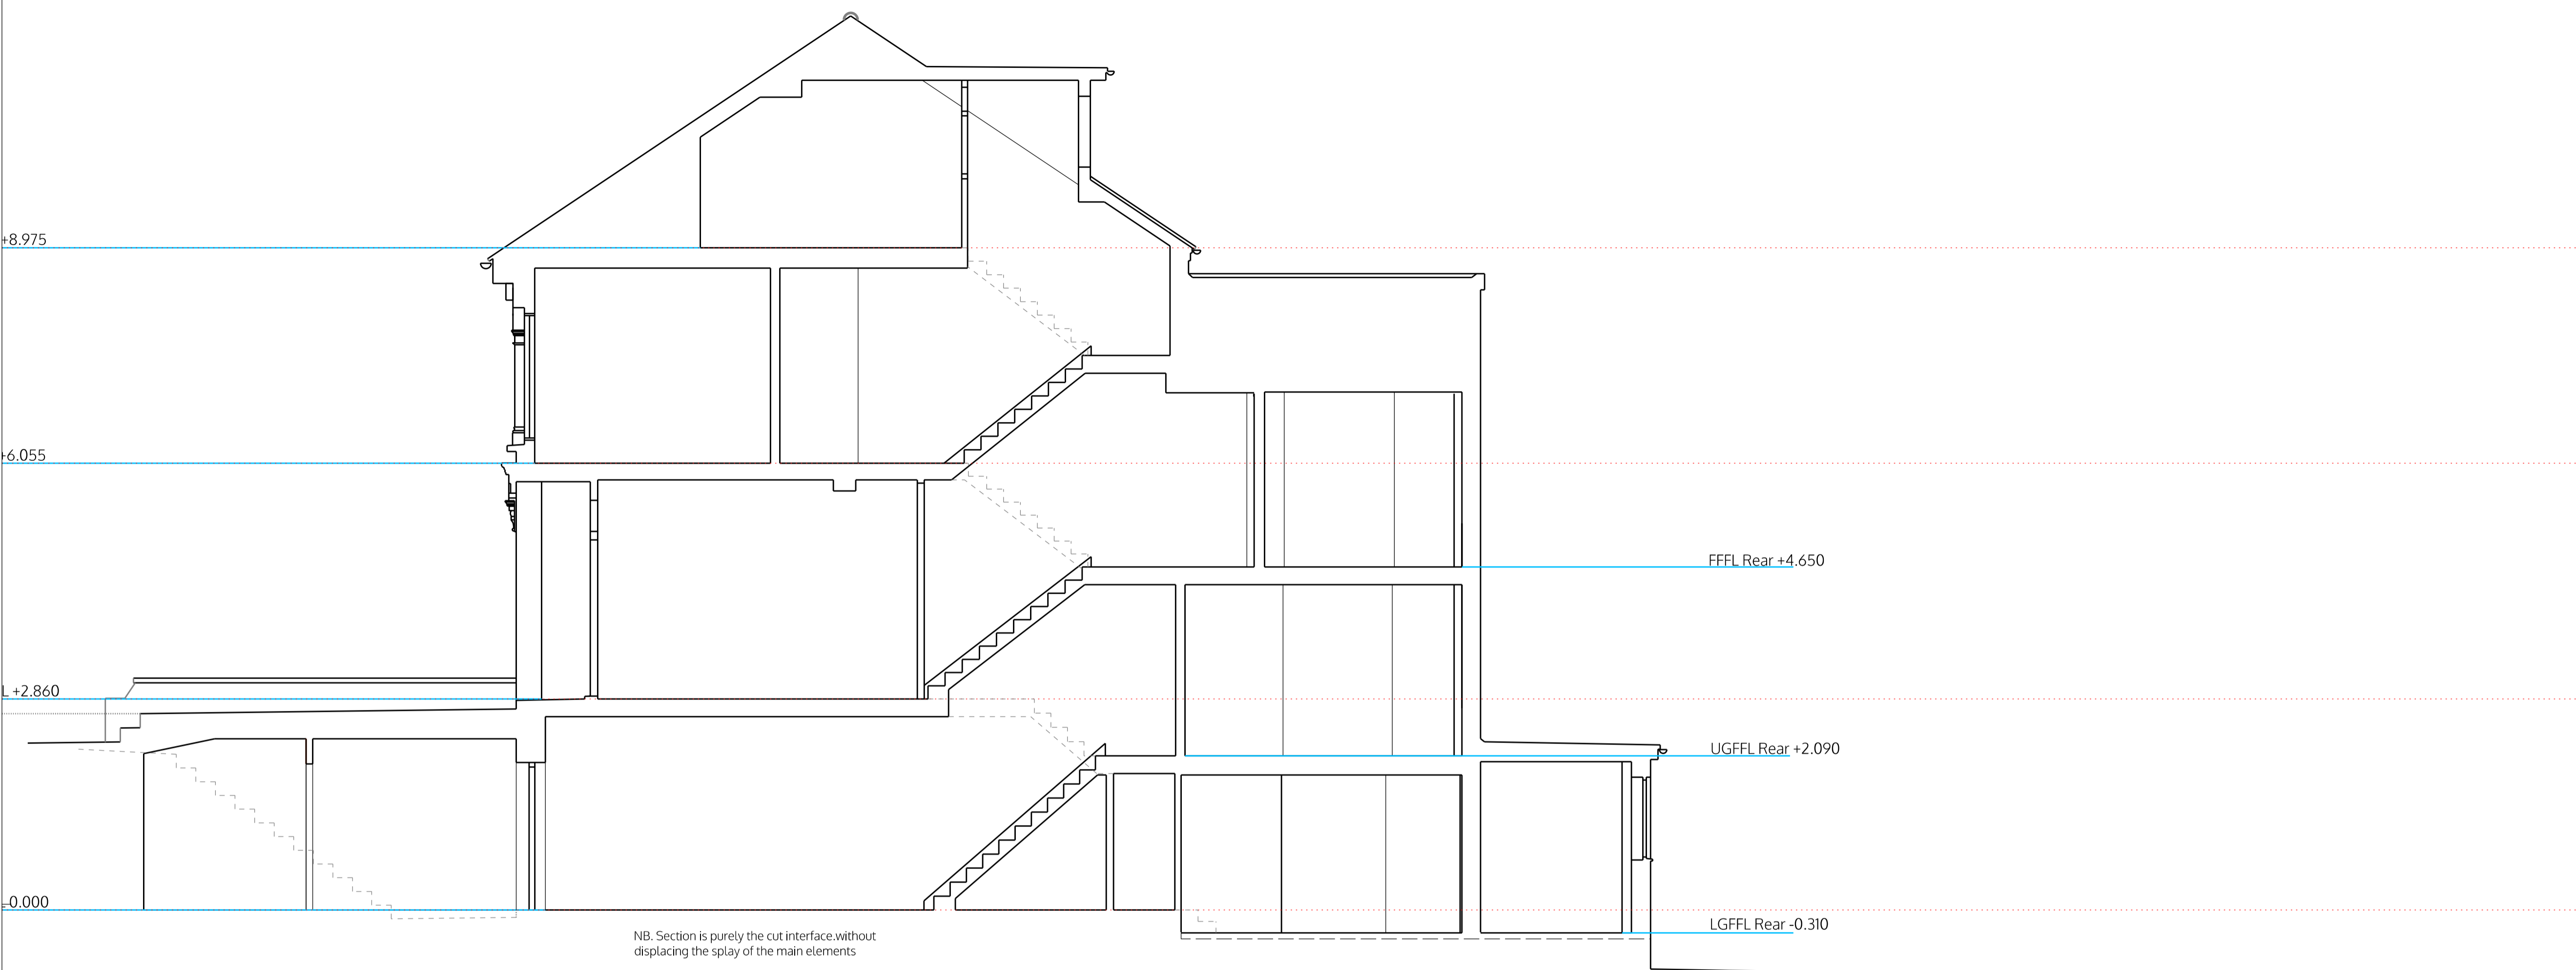 +8.975
+6.055
FFFL Rear +4.650
L +2.860
UGFFL Rear +2.090
0.000
LGFFL Rear -0.310
NB. Section is purely the cut interface.without
displacing the splay of the main elements